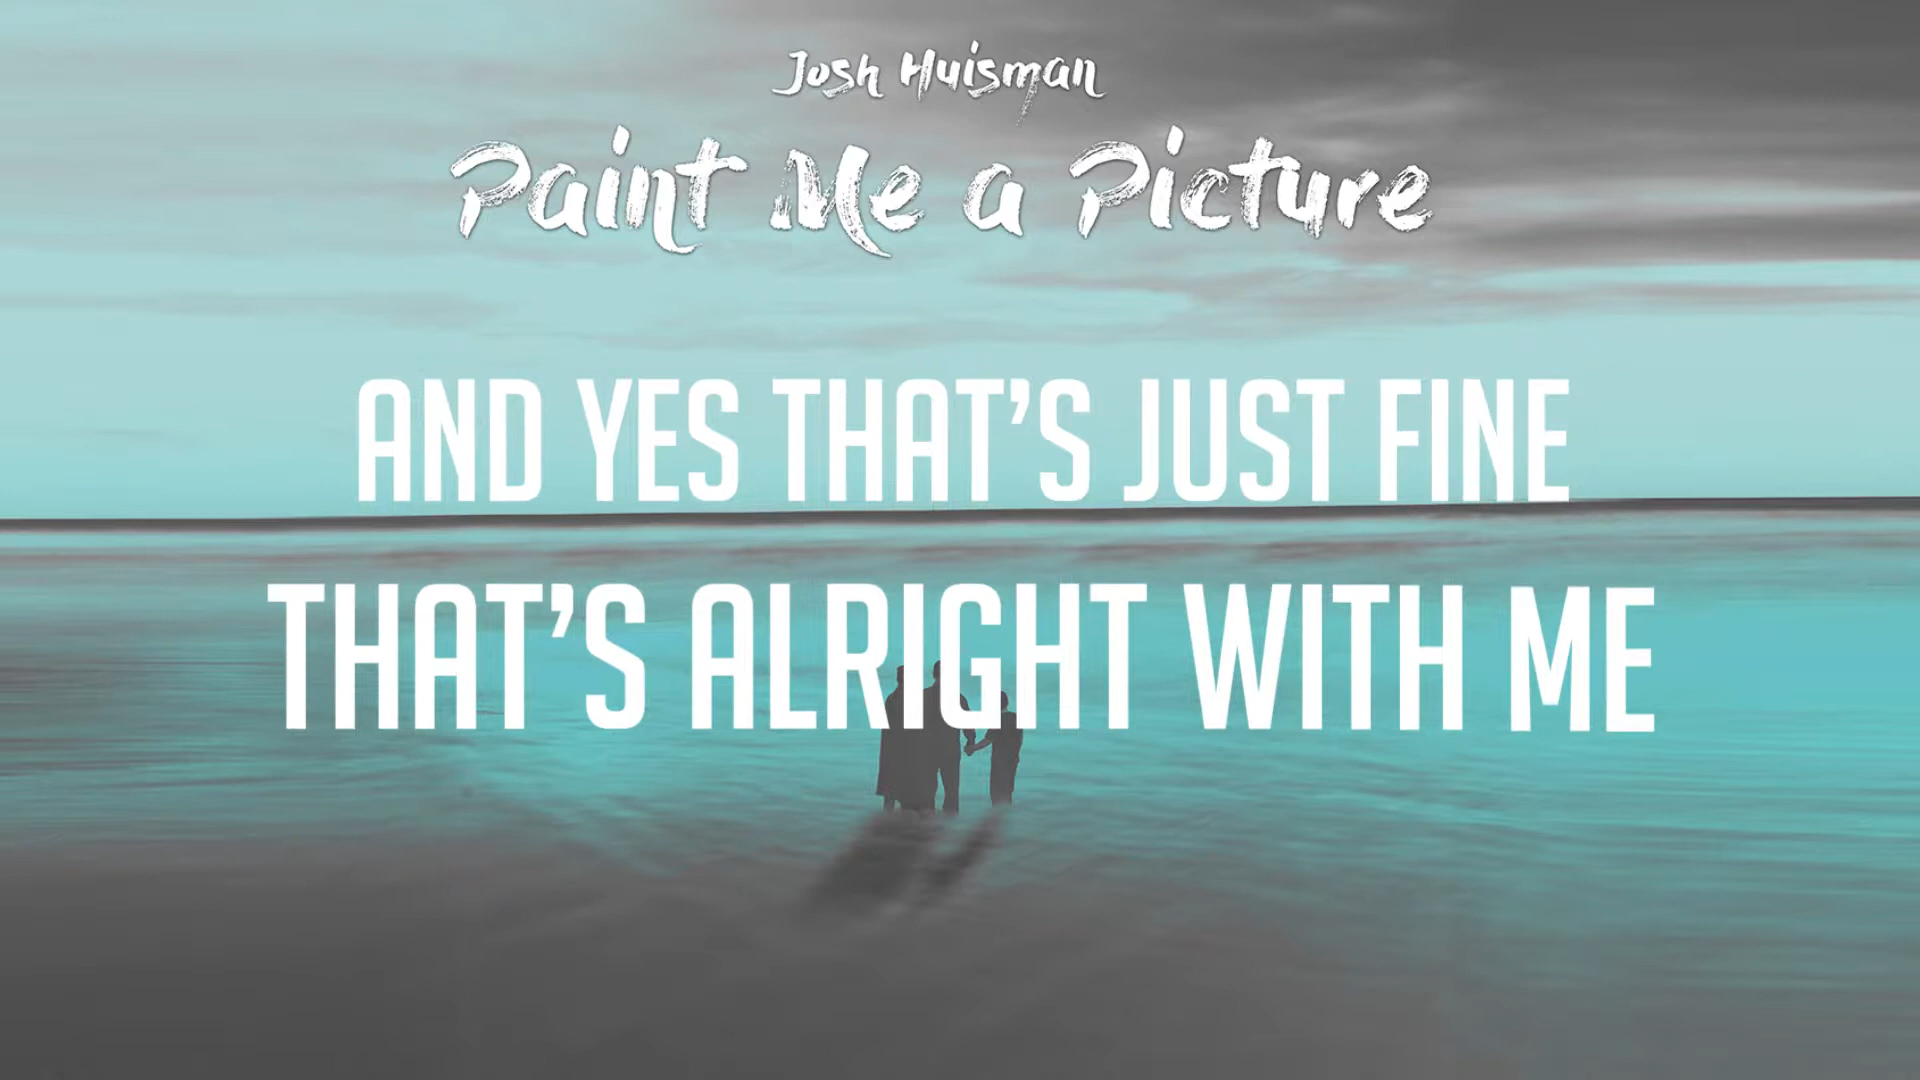 Josh Huisman
Paint Me a Picture
AND YES THAT’S JUST FINE
THAT’S ALRIGHT WITH ME